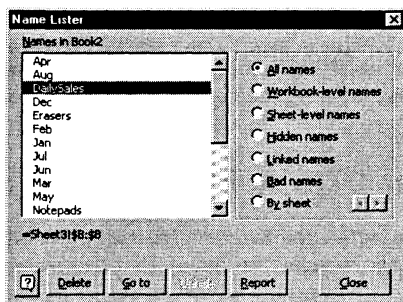 Name Lister
Names in Book2
Apr
Aug
DailySales
Dec
Erasers
Feb
Jan
Jul
Jun
Mar
May
Notepads
All names
Workbook-level names
Sheet-level names
Hidden names
Linked names
Bad names
By sheet
=Sheet3!$B:$B
? Delete Go to Report Close